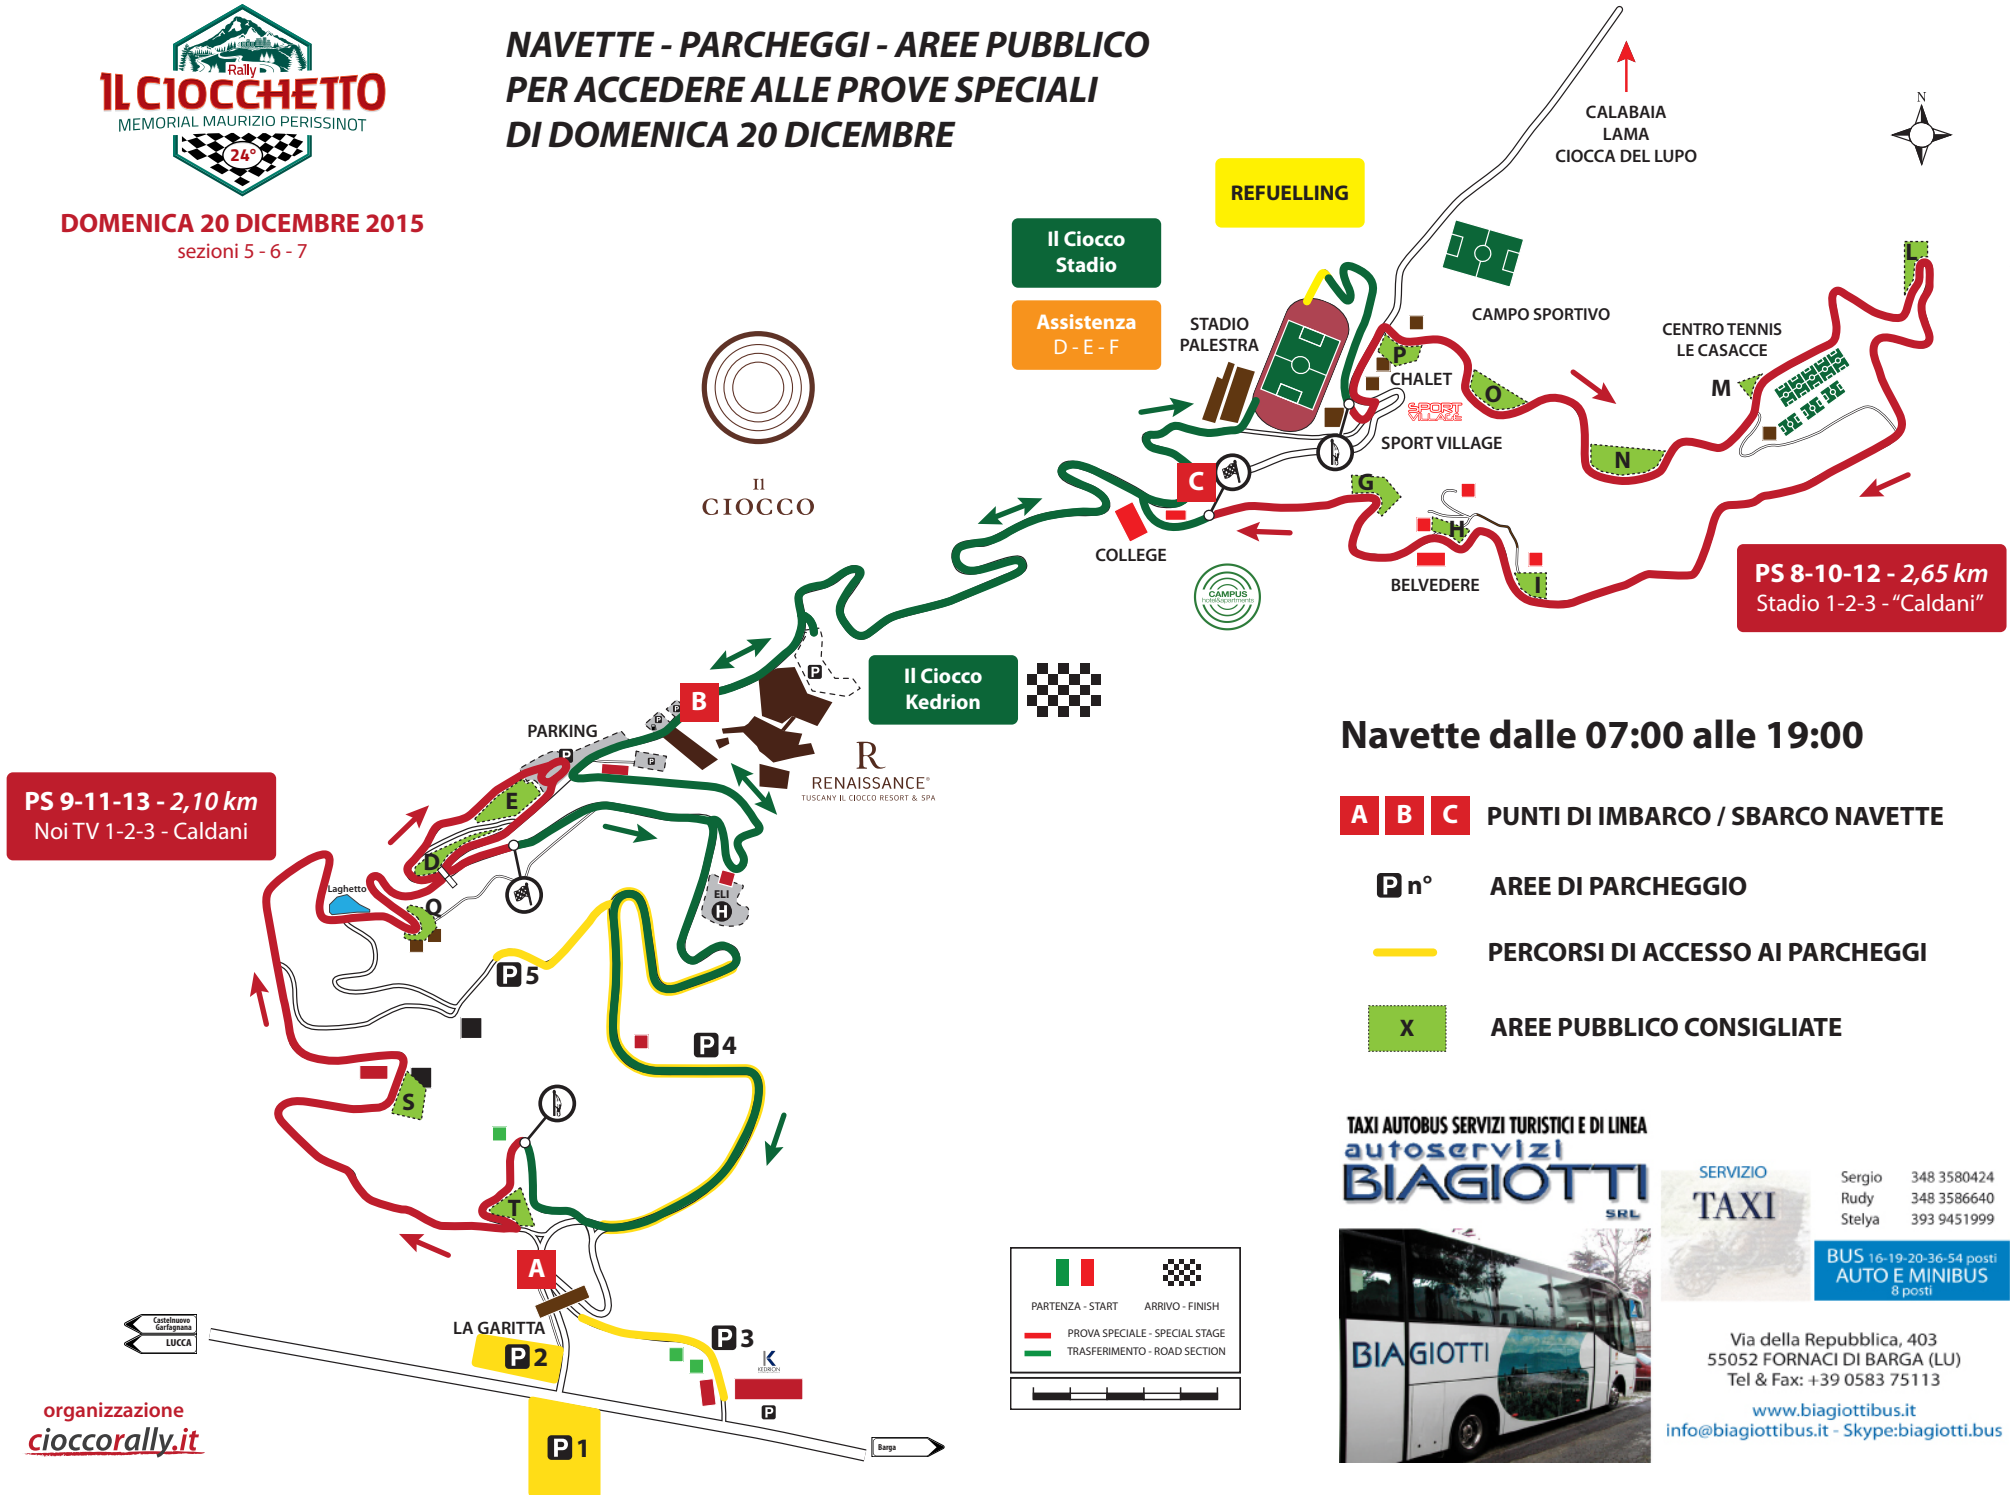 Rally
IL CIOCCHETTO
MEMORIAL MAURIZIO PERISSINOT
24°
DOMENICA 20 DICEMBRE 2015
sezioni 5 - 6 - 7
NAVETTE - PARCHEGGI - AREE PUBBLICO
PER ACCEDERE ALLE PROVE SPECIALI
DI DOMENICA 20 DICEMBRE
N
CALABAIA
LAMA
CIOCCA DEL LUPO
REFUELLING
Il Ciocco
Stadio
Assistenza
D - E - F
STADIO
PALESTRA
CAMPO SPORTIVO
CENTRO TENNIS
LE CASACCE
L
M
P
CHALET
O
SPORT
VILLAGE
SPORT VILLAGE
N
C
G
H
I
COLLEGE
BELVEDERE
CAMPUS
hotel&apartments
PS 8-10-12 - 2,65 km
Stadio 1-2-3 - “Caldani”
Il
CIOCCO
Il Ciocco
Kedrion
B
P
P
P
P
P
PARKING
R
RENAISSANCE®
TUSCANY IL CIOCCO RESORT & SPA
PS 9-11-13 - 2,10 km
Noi TV 1-2-3 - Caldani
E
D
Laghetto
Q
ELI
H
P 5
P 4
S
T
A
LA GARITTA
P 2
P 3
K
KEDRION
P
P 1
Castelnuovo
Garfagnana
LUCCA
Barga
organizzazione
cioccorally.it
Navette dalle 07:00 alle 19:00
A B C PUNTI DI IMBARCO / SBARCO NAVETTE
P n° AREE DI PARCHEGGIO
PERCORSI DI ACCESSO AI PARCHEGGI
X AREE PUBBLICO CONSIGLIATE
PARTENZA - START ARRIVO - FINISH
PROVA SPECIALE - SPECIAL STAGE
TRASFERIMENTO - ROAD SECTION
TAXI AUTOBUS SERVIZI TURISTICI E DI LINEA
autoservizi
BIAGIOTTI
SRL
BIAGIOTTI
SERVIZIO
TAXI
Sergio 348 3580424
Rudy 348 3586640
Stelya 393 9451999
BUS 16-19-20-36-54 posti
AUTO E MINIBUS
8 posti
Via della Repubblica, 403
55052 FORNACI DI BARGA (LU)
Tel & Fax: +39 0583 75113
www.biagiottibus.it
info@biagiottibus.it - Skype:biagiotti.bus